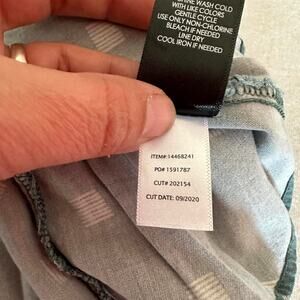 MACHINE WASH COLD
WITH LIKE COLORS
GENTLE CYCLE
USE ONLY NON-CHLORINE
BLEACH IF NEEDED
LINE DRY
COOL IRON IF NEEDED
ITEM#: 14468241
PO# 1591787
CUT# 202154
CUT DATE: 09/2020